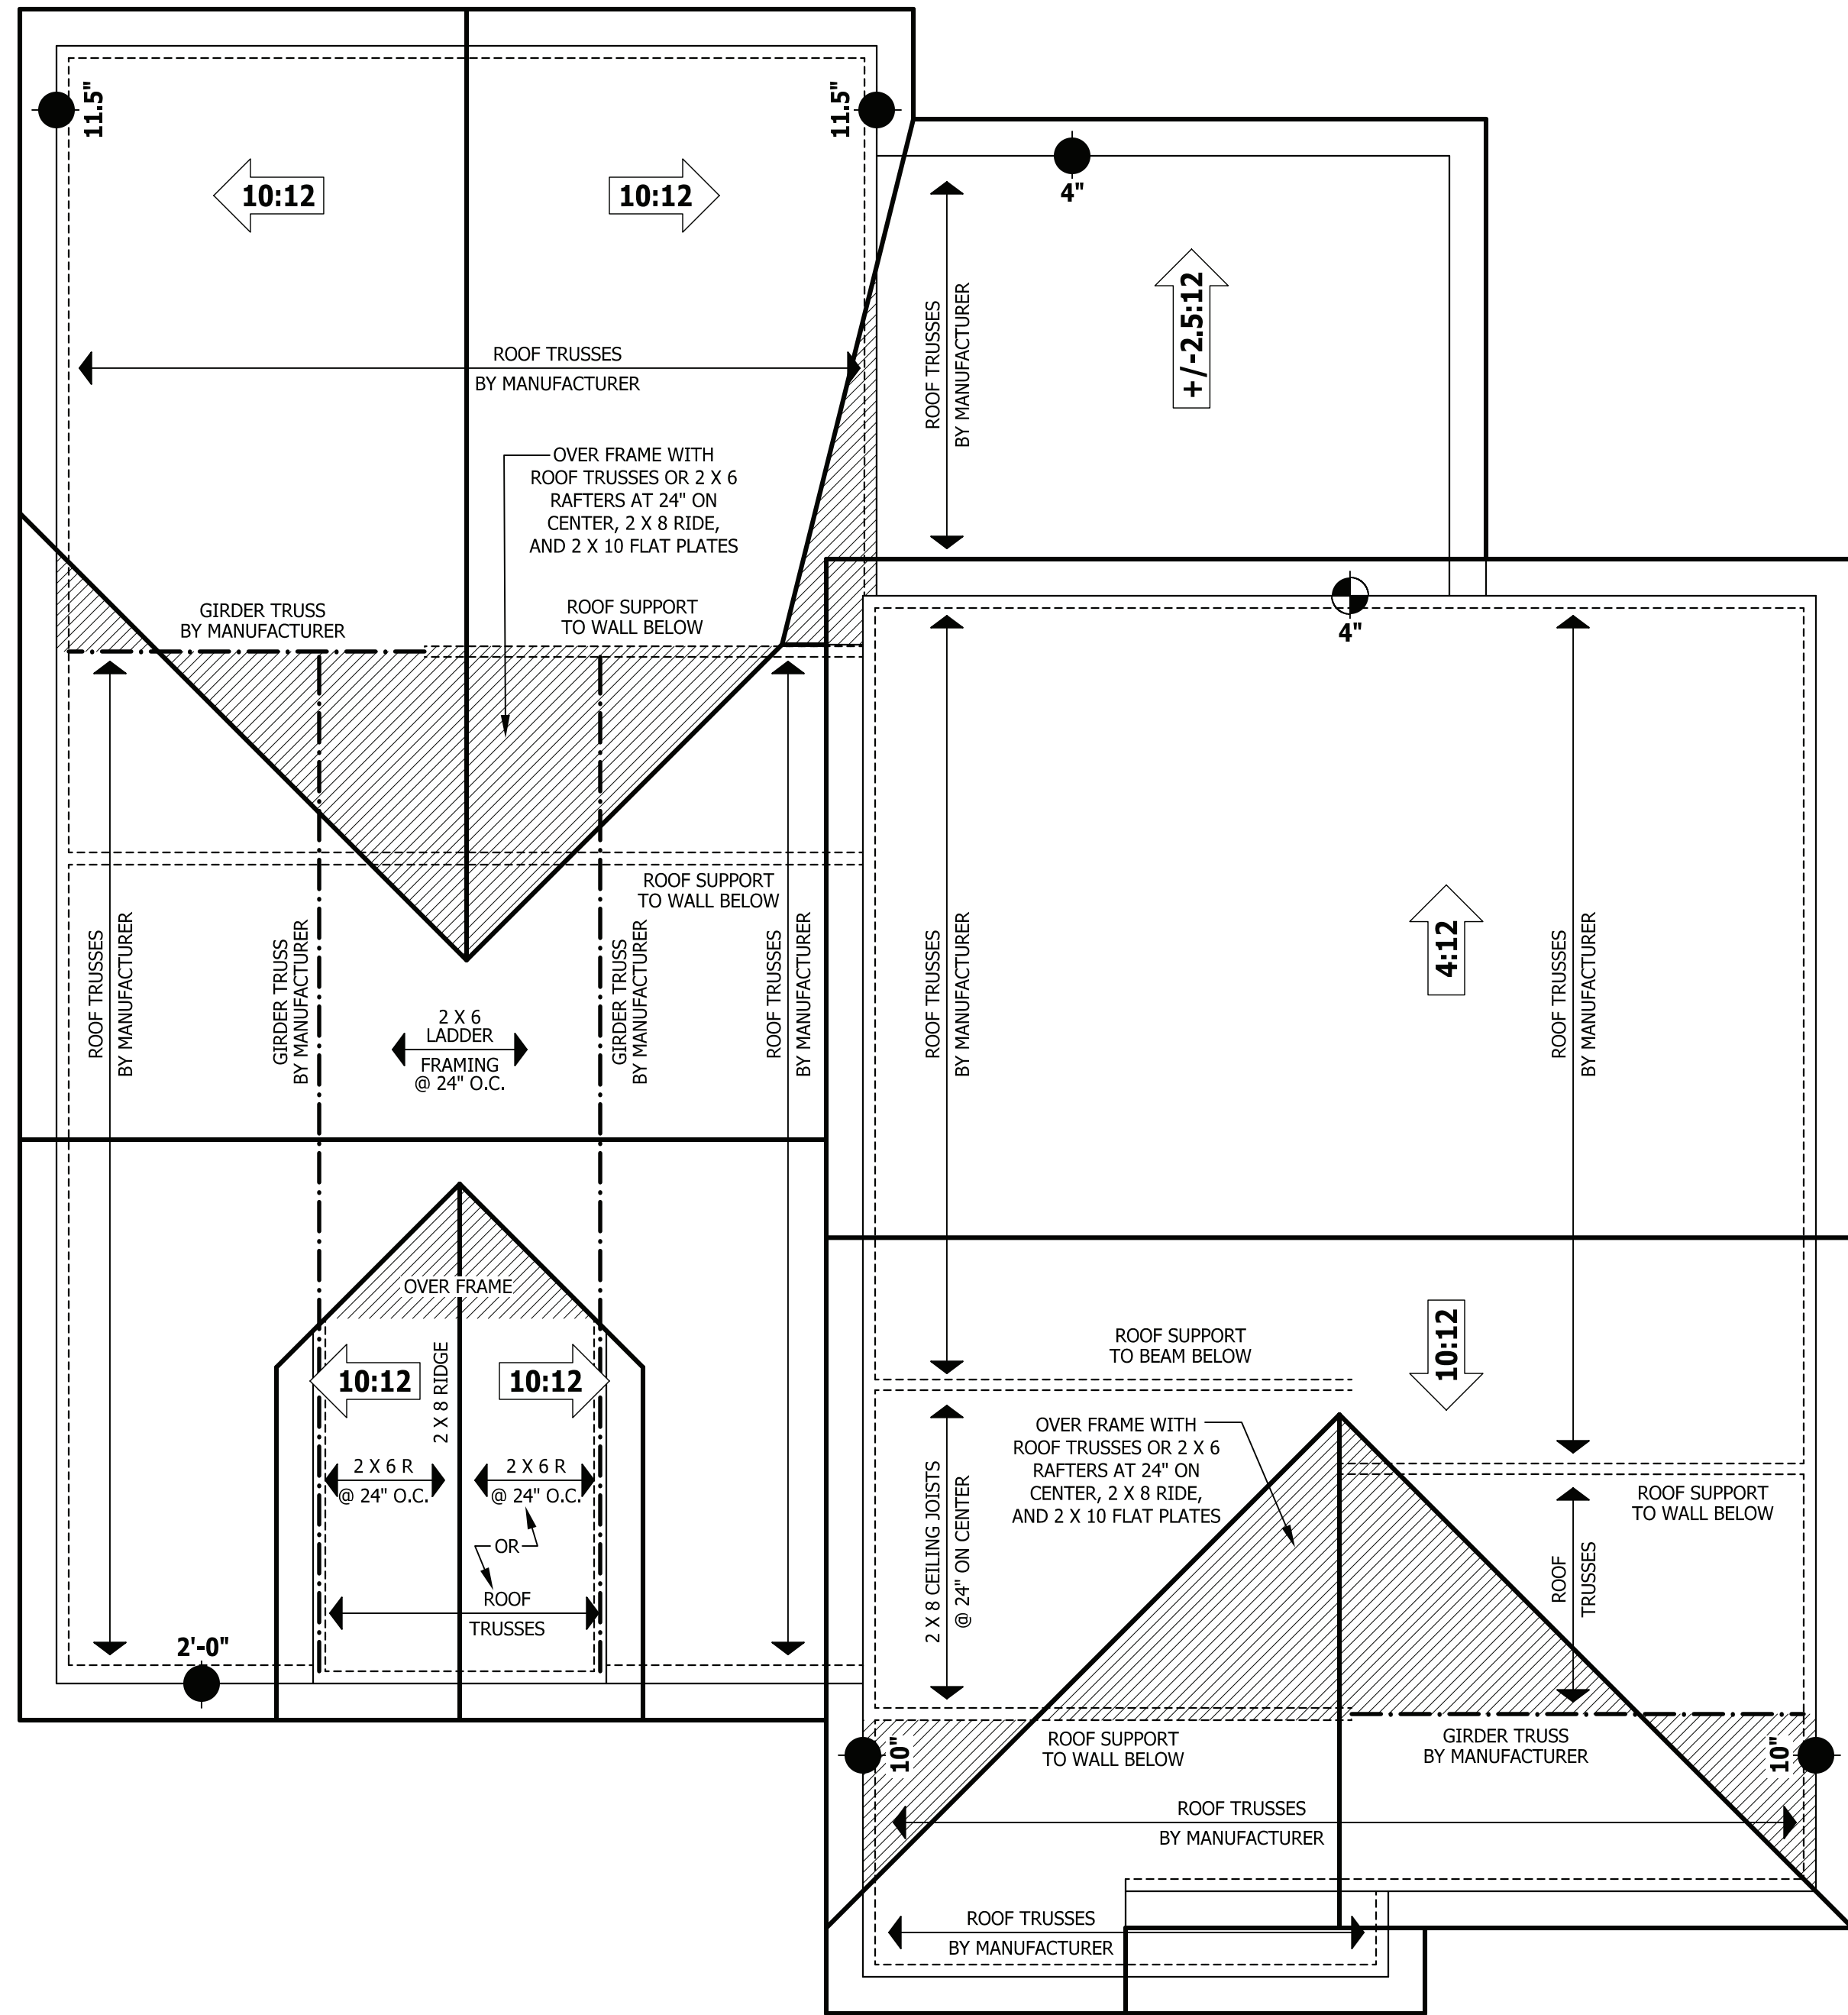 11.5"
11.5"
10:12
10:12
4"
+/-2.5:12
ROOF TRUSSES
BY MANUFACTURER
ROOF TRUSSES
BY MANUFACTURER
OVER FRAME WITH
ROOF TRUSSES OR 2 X 6
RAFTERS AT 24" ON
CENTER, 2 X 8 RIDE,
AND 2 X 10 FLAT PLATES
GIRDER TRUSS
BY MANUFACTURER
ROOF SUPPORT
TO WALL BELOW
4"
ROOF SUPPORT
TO WALL BELOW
ROOF TRUSSES
BY MANUFACTURER
GIRDER TRUSS
BY MANUFACTURER
2 X 6
LADDER
FRAMING
@ 24" O.C.
GIRDER TRUSS
BY MANUFACTURER
ROOF TRUSSES
BY MANUFACTURER
ROOF TRUSSES
BY MANUFACTURER
4:12
ROOF TRUSSES
BY MANUFACTURER
OVER FRAME
10:12
2 X 8 RIDGE
10:12
ROOF SUPPORT
TO BEAM BELOW
10:12
2 X 6 R
@ 24" O.C.
2 X 6 R
@ 24" O.C.
OR
ROOF
TRUSSES
2 X 8 CEILING JOISTS
@ 24" ON CENTER
OVER FRAME WITH
ROOF TRUSSES OR 2 X 6
RAFTERS AT 24" ON
CENTER, 2 X 8 RIDE,
AND 2 X 10 FLAT PLATES
ROOF SUPPORT
TO WALL BELOW
ROOF
TRUSSES
2'-0"
10"
ROOF SUPPORT
TO WALL BELOW
GIRDER TRUSS
BY MANUFACTURER
10"
ROOF TRUSSES
BY MANUFACTURER
ROOF TRUSSES
BY MANUFACTURER